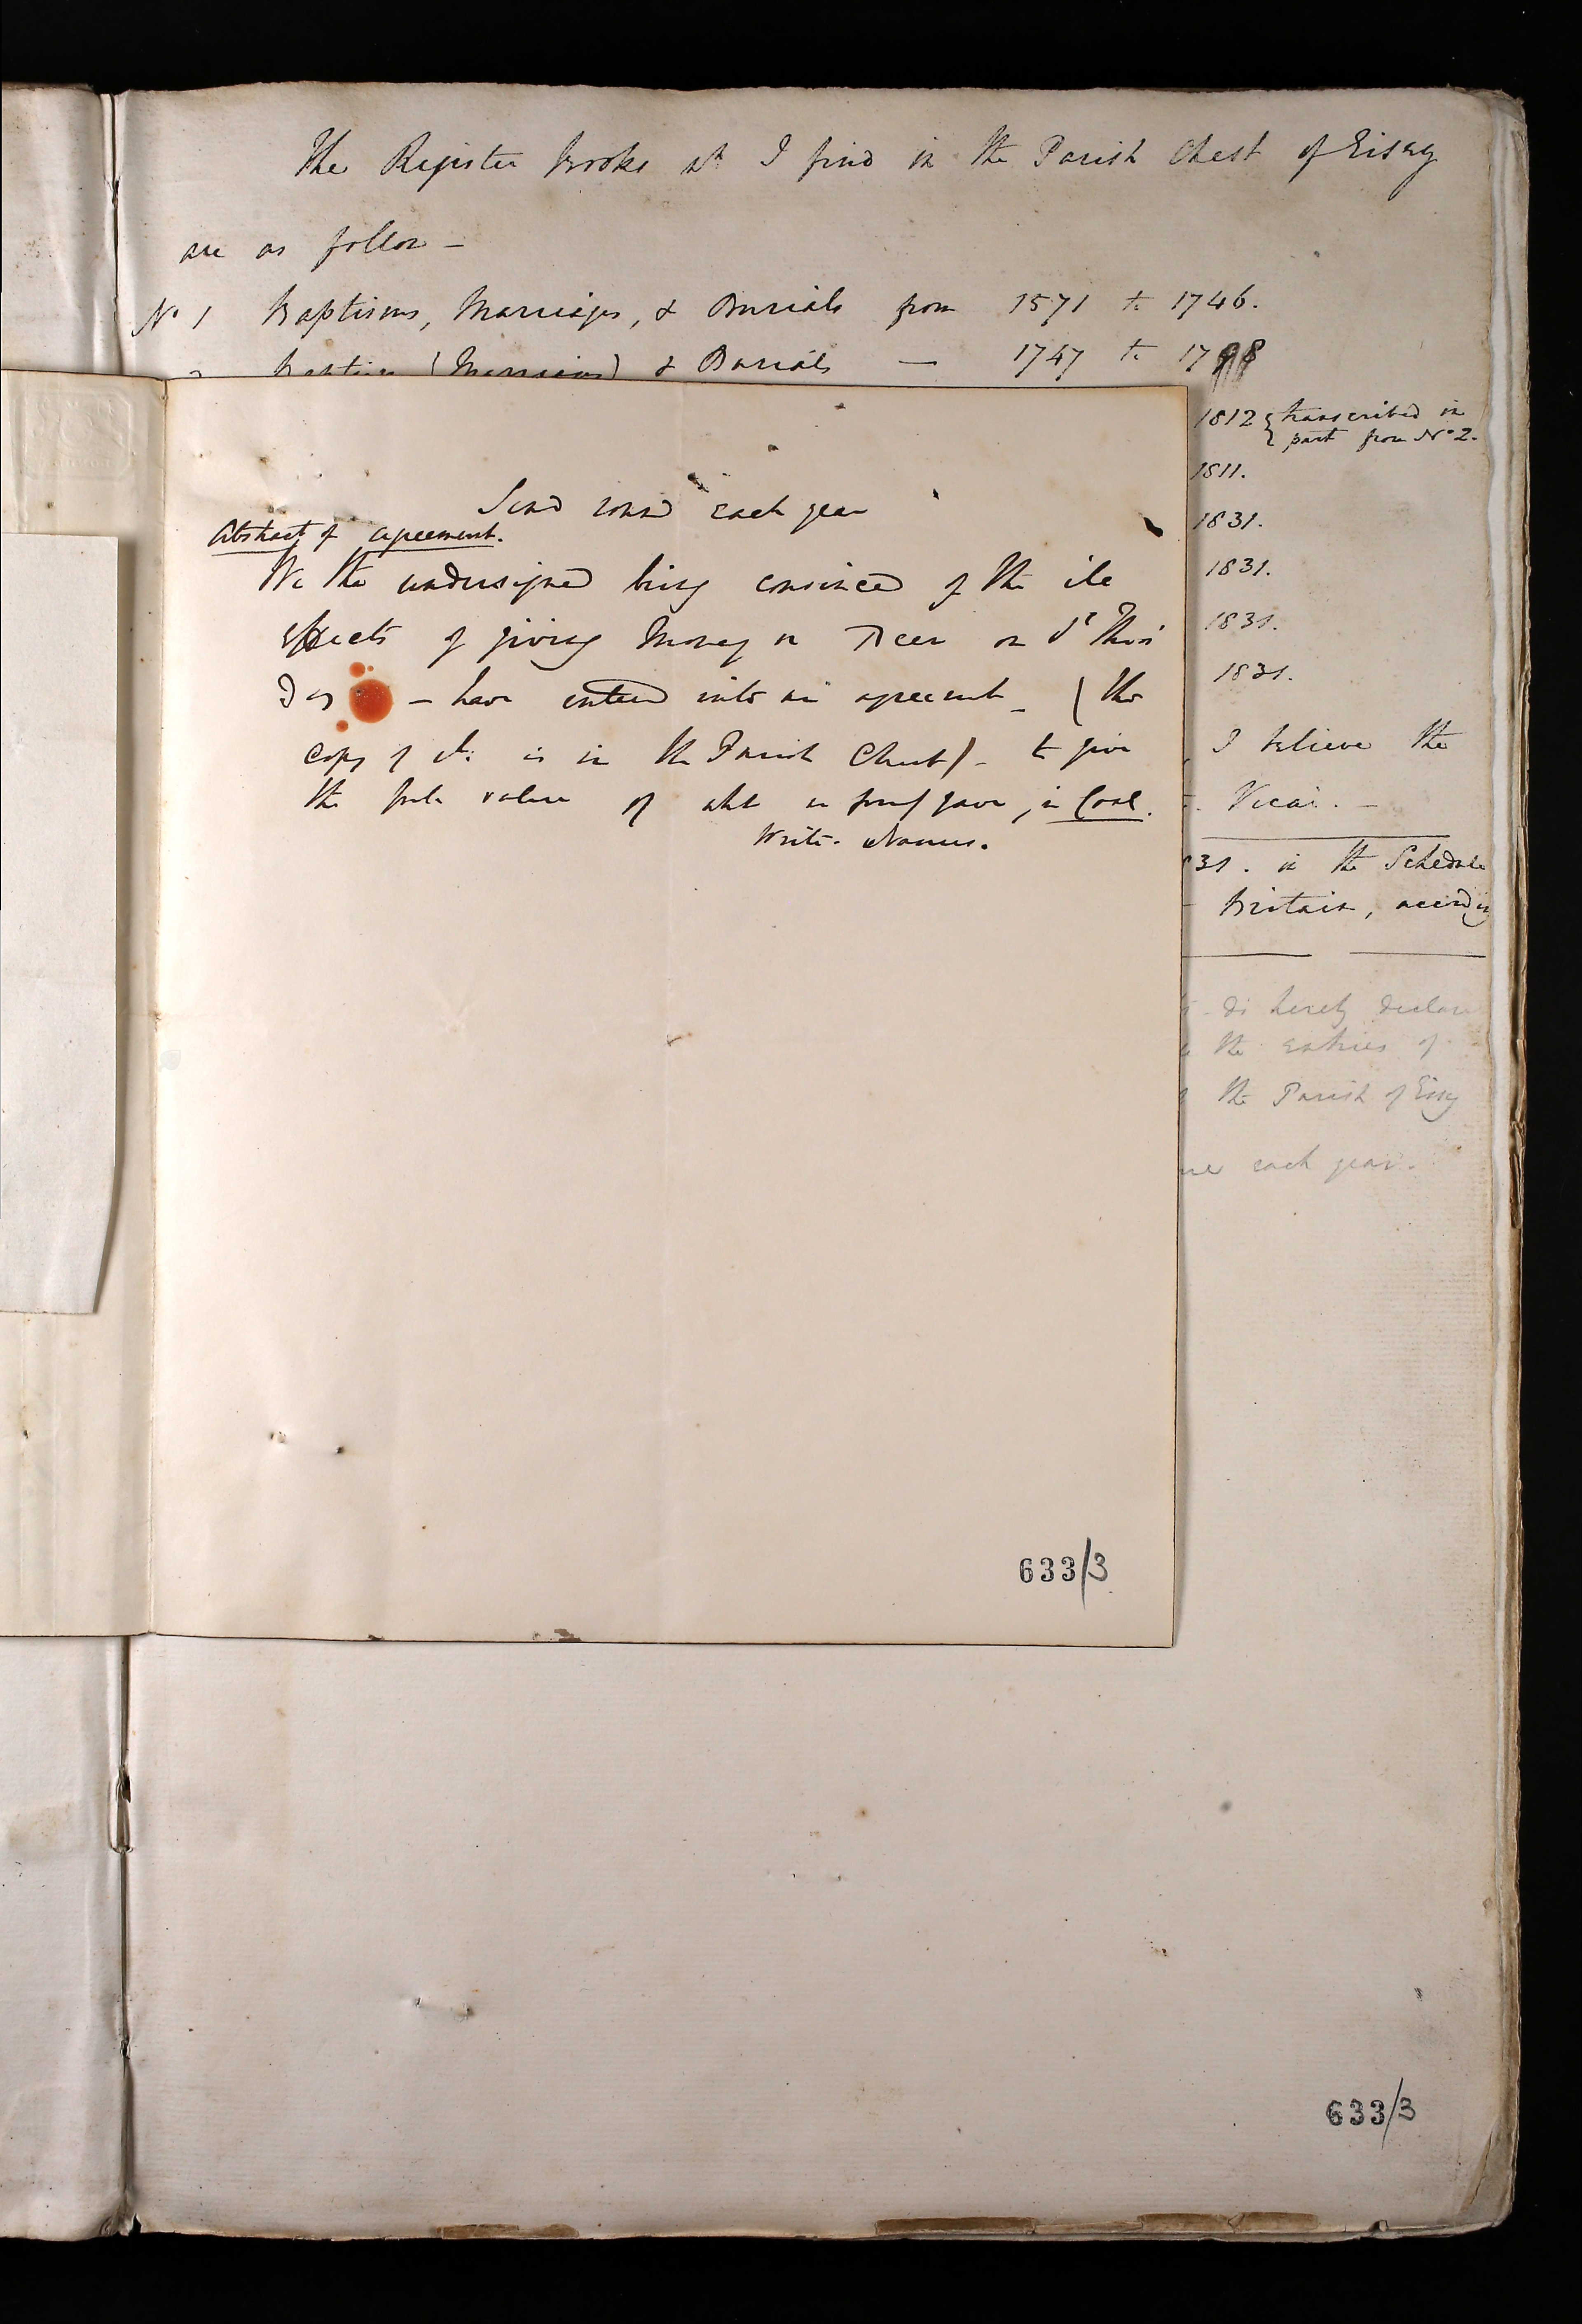 The Register books wh I find in the Parish Chest of Eisey
are as follow –
No 1 Baptisms, Marriages, & Burials from 1571 to 1746.
Baptisms (Marriages) & Burials — 1747 to 1798
1812 { transcribed in
part from No 2.
1811.
1831.
1831.
1831.
1831.
I believe the
Vicar. –
831. in the Schedule
Britain, according
do hereby declare
the entries of
the Parish of Eisey
each year.
Send round each year
Abstract of agreement.
We the undersigned being convinced of the ill
effects of giving Money or Beer on St Thos
Day – have entered into an agreement – (the
Copy of it is in the Parish Chest) – to give
the full value of what we formy gave, in Coal.
Write Names.
633/3
633/3